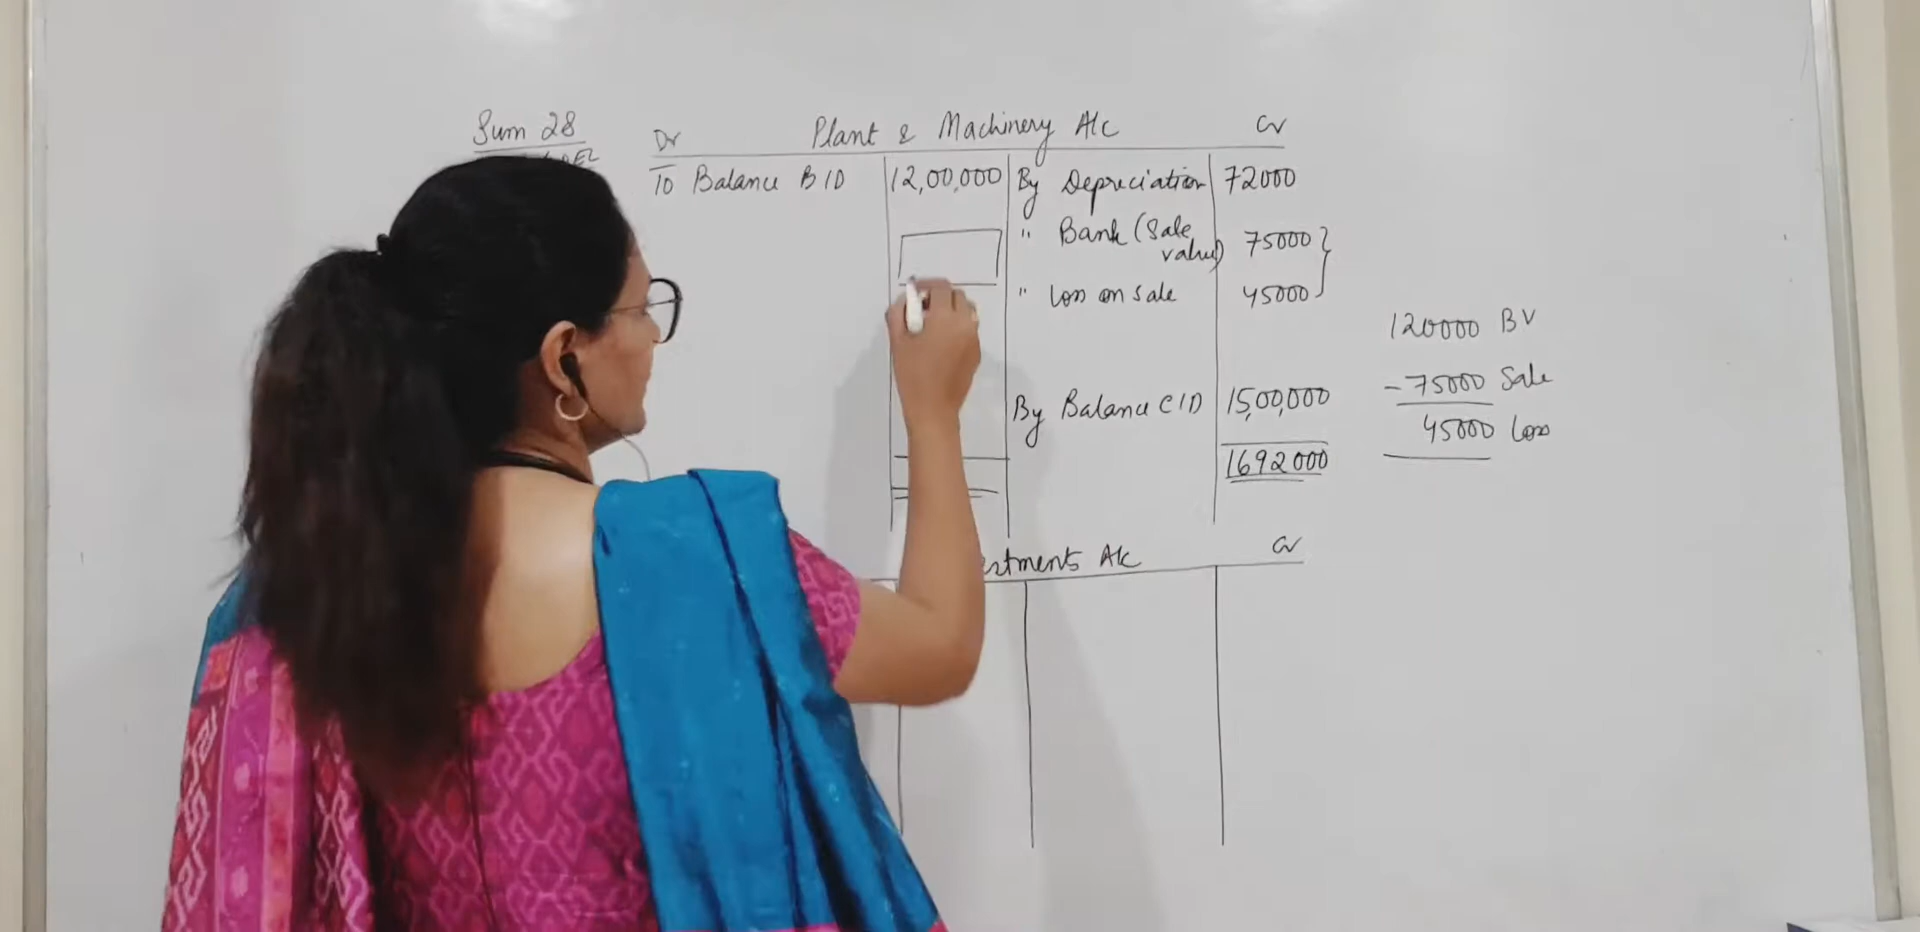 Sum 28
Dr Plant & Machinery A/c Cr
To Balance B/D 12,00,000 By Depreciation 72000
" Bank (Sale value) 75000
" Loss on Sale 45000
By Balance C/D 15,00,000
1692000
120000 BV
- 75000 Sale
45000 Loss
estments A/c Cr